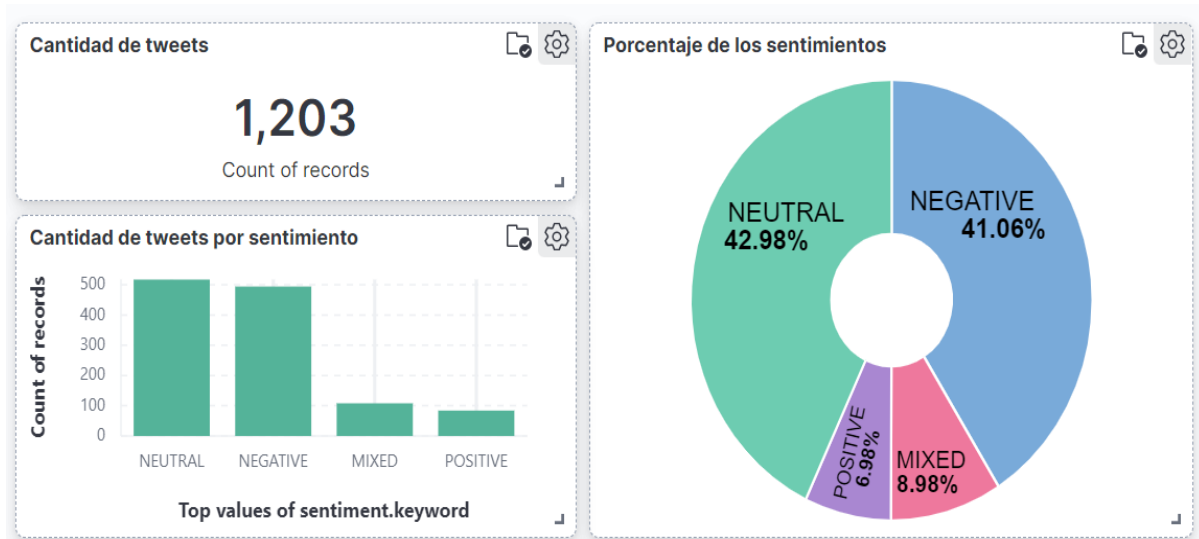 Cantidad de tweets
1,203
Count of records
Cantidad de tweets por sentimiento
Count of records
500
400
300
200
100
0
NEUTRAL NEGATIVE MIXED POSITIVE
Top values of sentiment.keyword
Porcentaje de los sentimientos
NEUTRAL
42.98%
NEGATIVE
41.06%
POSITIVE
6.98%
MIXED
8.98%